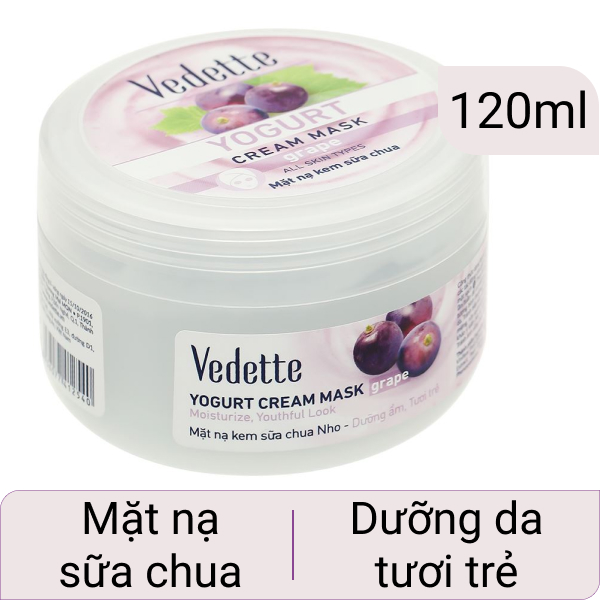 Vedette
YOGURT
CREAM MASK
grape
ALL SKIN TYPES
Mặt nạ kem sữa chua
120ml
Vedette
YOGURT CREAM MASK grape
Moisturize, Youthful Look
Mặt nạ kem sữa chua Nho - Dưỡng ẩm, Tươi trẻ
Mặt nạ
sữa chua
Dưỡng da
tươi trẻ